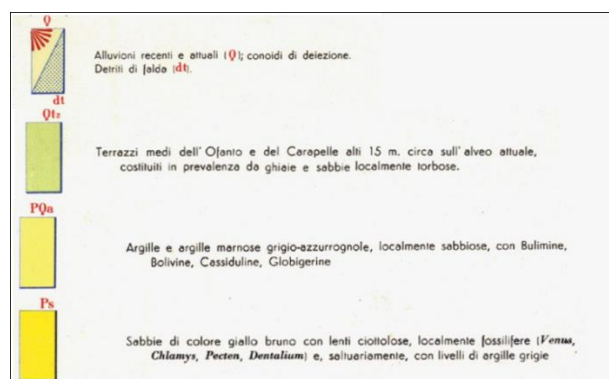 Q
Alluvioni recenti e attuali (Q); conoidi di deiezione.
Detriti di falda (dt).
dt
Qt₂
Terrazzi medi dell' Ofanto e del Carapelle alti 15 m. circa sull' alveo attuale,
costituiti in prevalenza da ghiaie e sabbie localmente torbose.
PQa
Argille e argille marnose grigio-azzurrognole, localmente sabbiose, con Bulimine,
Bolivine, Cassiduline, Globigerine
Ps
Sabbie di colore giallo bruno con lenti ciottolose, localmente fossilifere (Venus,
Chlamys, Pecten, Dentalium) e, saltuariamente, con livelli di argille grigie